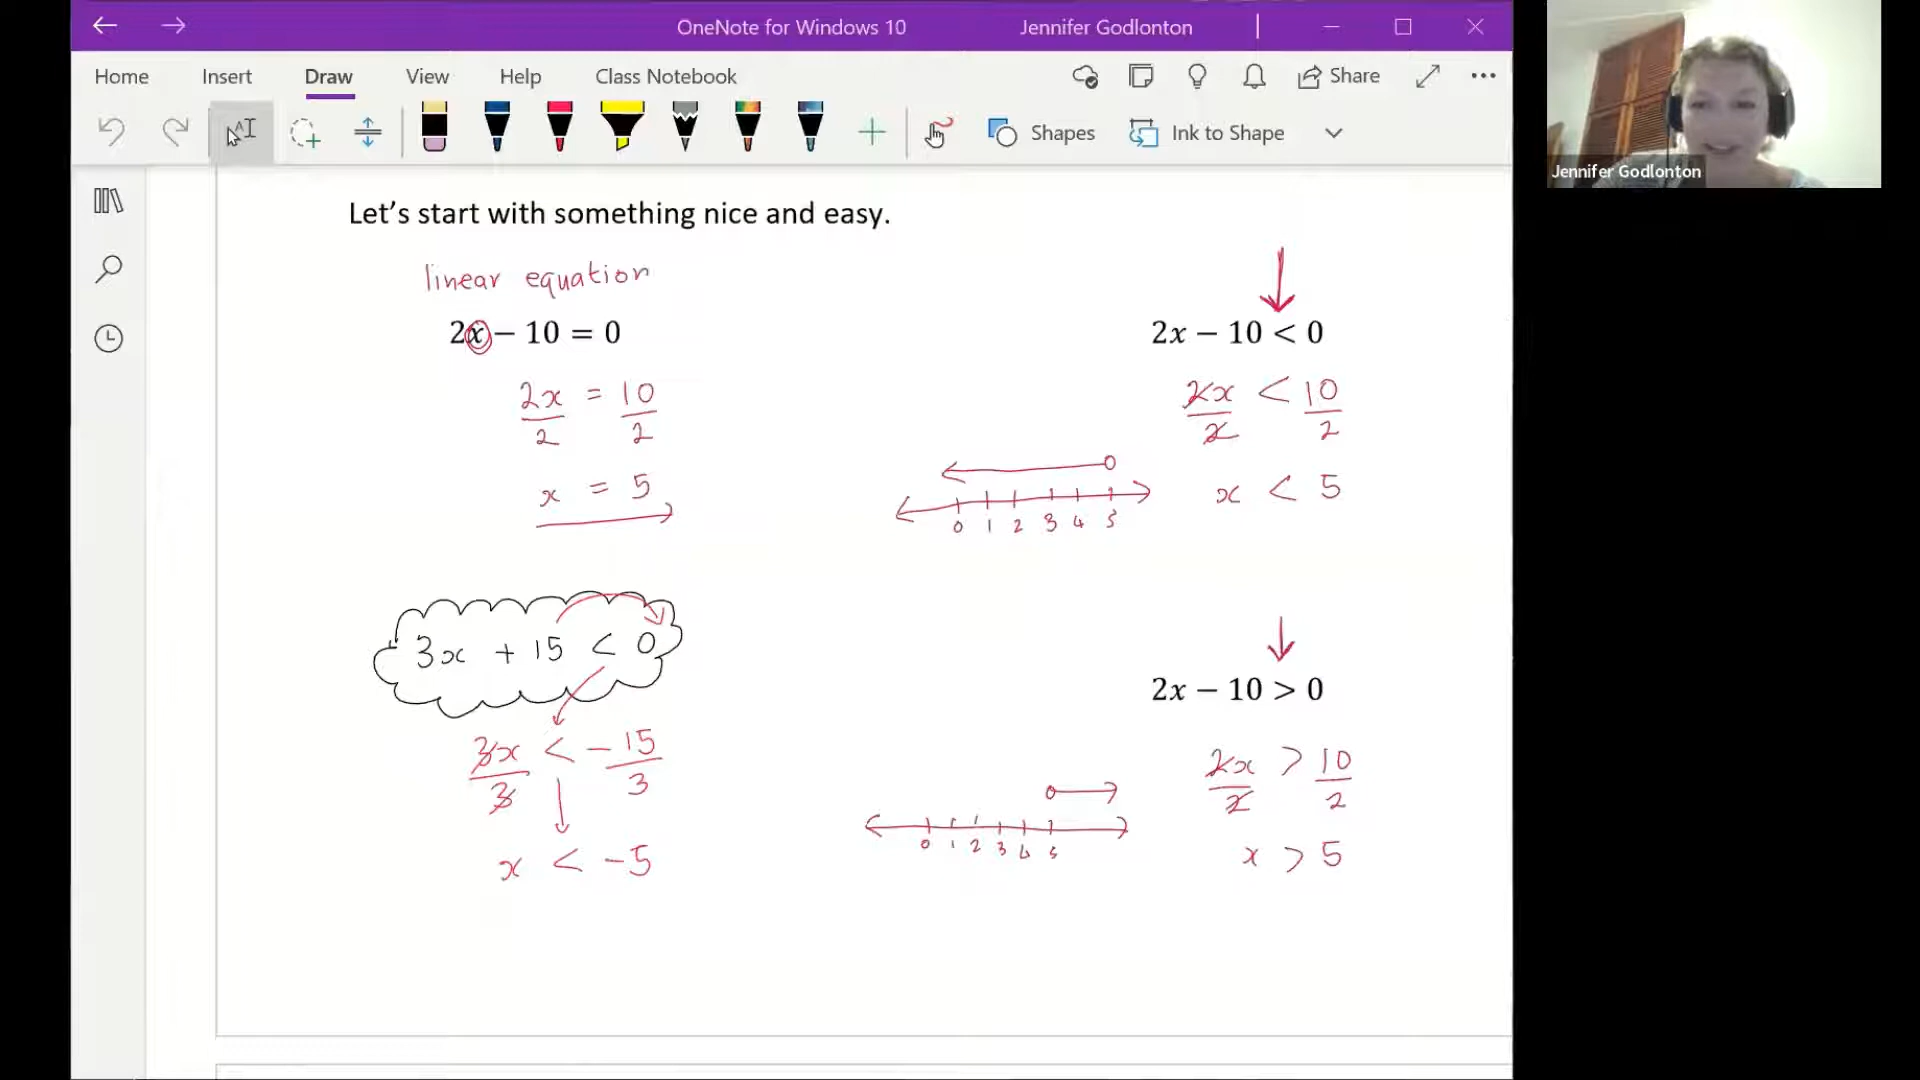 OneNote for Windows 10
Jennifer Godlonton
Home Insert Draw View Help Class Notebook
Share
Shapes
Ink to Shape
Jennifer Godlonton
Let's start with something nice and easy.
linear equation
2x − 10 = 0
2x/2 = 10/2
x = 5
2x − 10 < 0
2x/2 < 10/2
x < 5
0 1 2 3 4 5
3x + 15 < 0
3x/3 < −15/3
x < −5
2x − 10 > 0
2x/2 > 10/2
x > 5
0 1 2 3 4 5